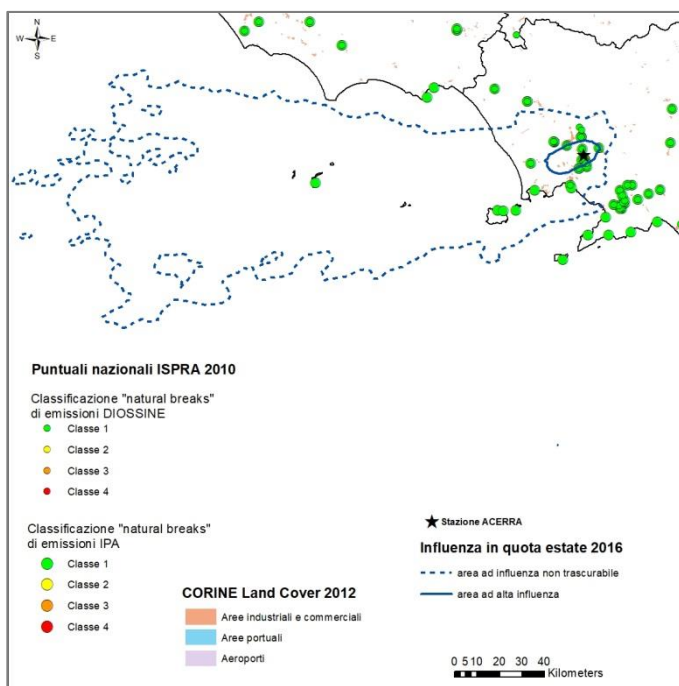 N
W E
S
Puntuali nazionali ISPRA 2010
Classificazione "natural breaks"
di emissioni DIOSSINE
Classe 1
Classe 2
Classe 3
Classe 4
Classificazione "natural breaks"
di emissioni IPA
Classe 1
Classe 2
Classe 3
Classe 4
CORINE Land Cover 2012
Aree industriali e commerciali
Aree portuali
Aeroporti
Stazione ACERRA
Influenza in quota estate 2016
area ad influenza non trascurabile
area ad alta influenza
0 5 10 20 30 40
Kilometers